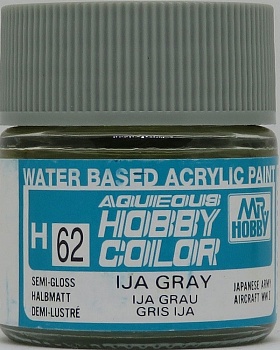 WATER BASED ACRYLIC PAINT
AQUEOUS
HOBBY
COLOR
H 62
MR
HOBBY
SEMI-GLOSS
HALBMATT
DEMI-LUSTRÉ
IJA GRAY
IJA GRAU
GRIS IJA
JAPANESE ARMY
AIRCRAFT WW